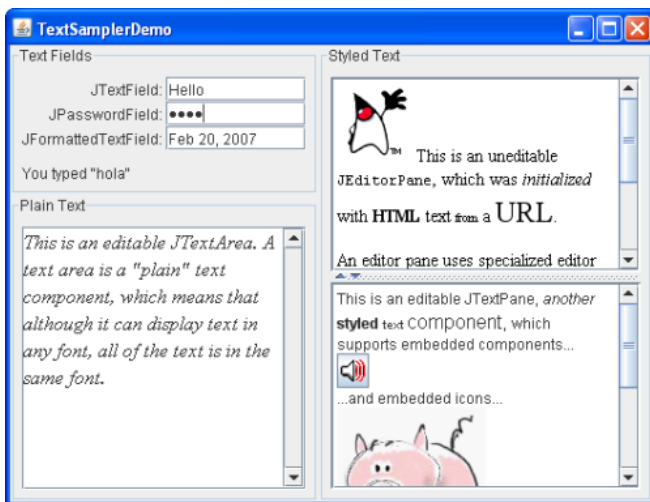 TextSamplerDemo
Text Fields
JTextField: Hello
JPasswordField: ●●●●
JFormattedTextField: Feb 20, 2007
You typed "hola"
Plain Text
This is an editable JTextArea. A
text area is a "plain" text
component, which means that
although it can display text in
any font, all of the text is in the
same font.
Styled Text
TM This is an uneditable
JEditorPane, which was initialized
with HTML text from a URL.
An editor pane uses specialized editor
This is an editable JTextPane, another
styled text component, which
supports embedded components...
...and embedded icons...